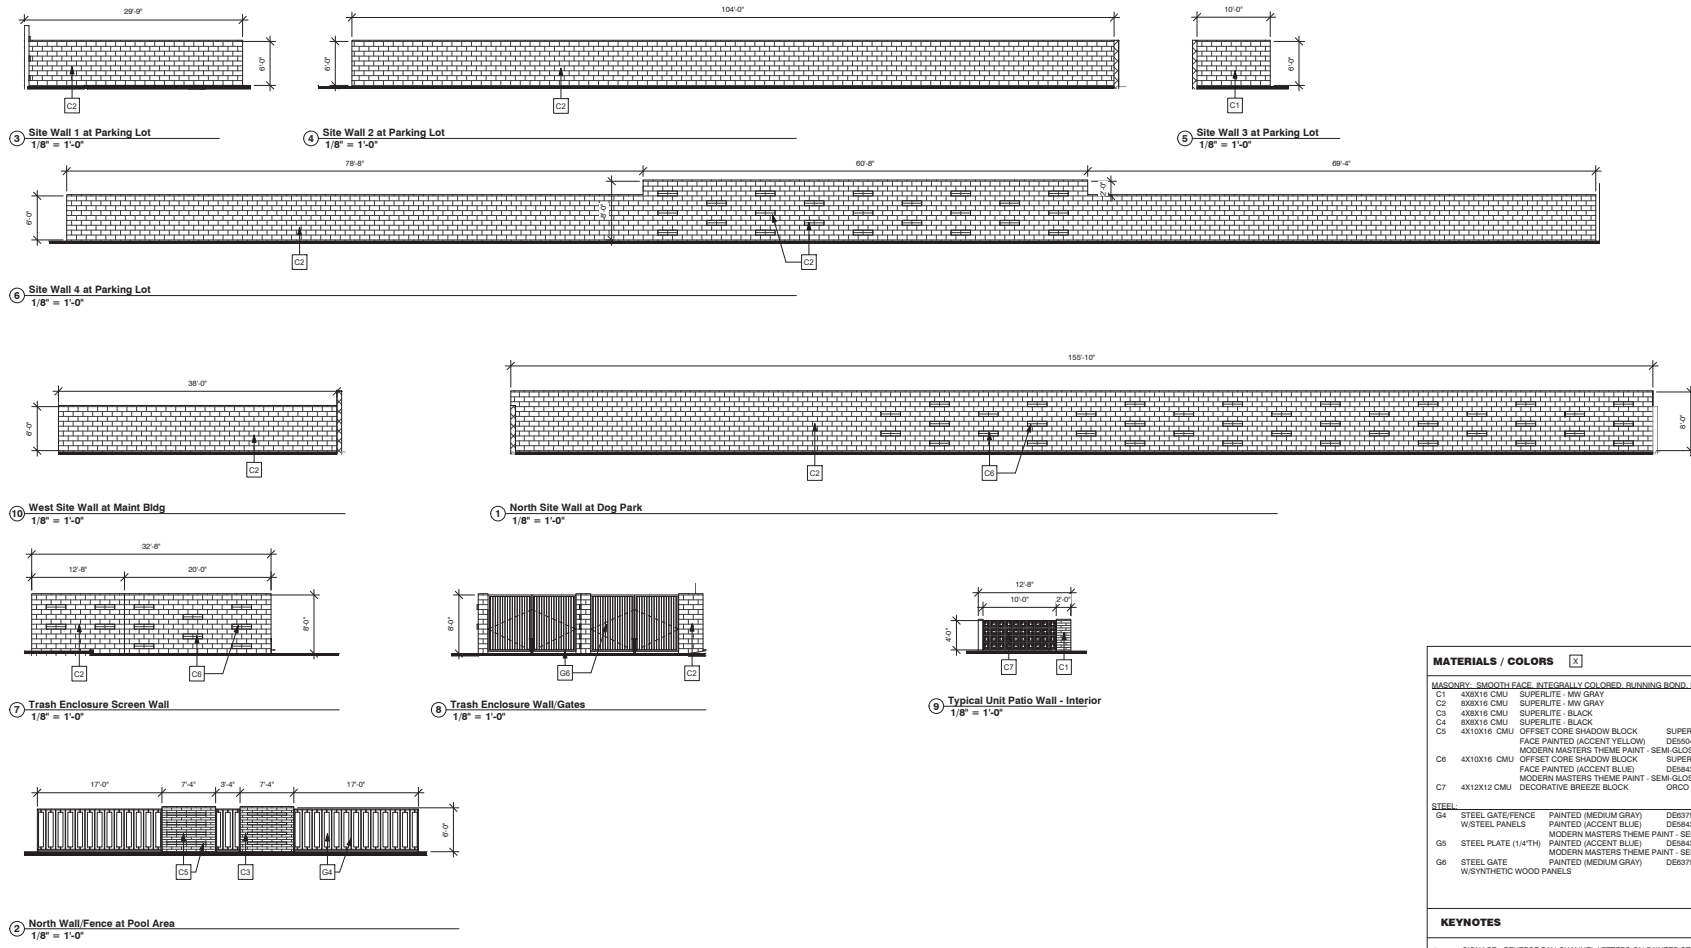 29'-9"
104'-0"
10'-0"
6'-0"
6'-0"
6'-0"
C2
C2
C1
3 Site Wall 1 at Parking Lot
1/8" = 1'-0"
4 Site Wall 2 at Parking Lot
1/8" = 1'-0"
5 Site Wall 3 at Parking Lot
1/8" = 1'-0"
78'-8"
60'-8"
69'-4"
6'-0"
8'-0"
2'-0"
C2
C2
6 Site Wall 4 at Parking Lot
1/8" = 1'-0"
38'-0"
6'-0"
C2
10 West Site Wall at Maint Bldg
1/8" = 1'-0"
155'-10"
8'-0"
C2
C6
1 North Site Wall at Dog Park
1/8" = 1'-0"
32'-8"
12'-8"
20'-0"
8'-0"
C2
C6
7 Trash Enclosure Screen Wall
1/8" = 1'-0"
8'-0"
G6
C2
8 Trash Enclosure Wall/Gates
1/8" = 1'-0"
12'-8"
10'-0"
2'-0"
4'-0"
C7
C1
9 Typical Unit Patio Wall - Interior
1/8" = 1'-0"
17'-0"
7'-4"
3'-4"
7'-4"
17'-0"
6'-0"
C5
C3
G4
2 North Wall/Fence at Pool Area
1/8" = 1'-0"
MATERIALS / COLORS X
MASONRY: SMOOTH FACE, INTEGRALLY COLORED, RUNNING BOND,
C1 4X8X16 CMU SUPERLITE - MW GRAY
C2 8X8X16 CMU SUPERLITE - MW GRAY
C3 4X8X16 CMU SUPERLITE - BLACK
C4 8X8X16 CMU SUPERLITE - BLACK
C5 4X10X16 CMU OFFSET CORE SHADOW BLOCK SUPER
FACE PAINTED (ACCENT YELLOW) DE550
MODERN MASTERS THEME PAINT - SEMI-GLOS
C6 4X10X16 CMU OFFSET CORE SHADOW BLOCK SUPER
FACE PAINTED (ACCENT BLUE) DE584
MODERN MASTERS THEME PAINT - SEMI-GLOS
C7 4X12X12 CMU DECORATIVE BREEZE BLOCK ORCO
STEEL:
G4 STEEL GATE/FENCE PAINTED (MEDIUM GRAY) DE637
W/STEEL PANELS PAINTED (ACCENT BLUE) DE584
MODERN MASTERS THEME PAINT - SE
G5 STEEL PLATE (1/4"TH) PAINTED (ACCENT BLUE) DE584
MODERN MASTERS THEME PAINT - SE
G6 STEEL GATE PAINTED (MEDIUM GRAY) DE637
W/SYNTHETIC WOOD PANELS
KEYNOTES